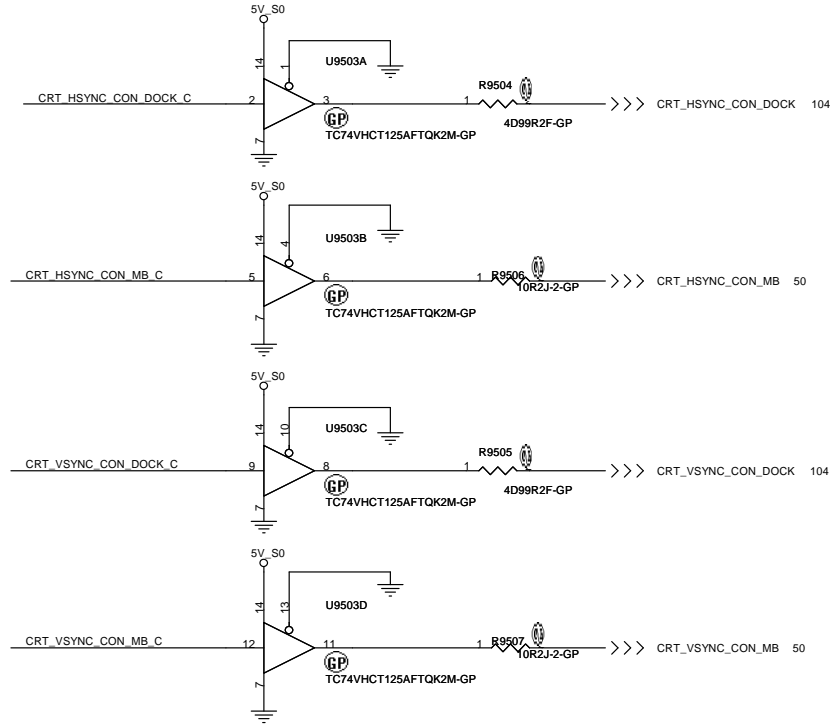 5V_S0
14
1
U9503A
R9504
CRT_HSYNC_CON_DOCK_C
2
3
1
CRT_HSYNC_CON_DOCK 104
GP
4D99R2F-GP
TC74VHCT125AFTQK2M-GP
7
5V_S0
14
4
U9503B
CRT_HSYNC_CON_MB_C
5
6
1
R9506
CRT_HSYNC_CON_MB 50
10R2J-2-GP
GP
TC74VHCT125AFTQK2M-GP
7
5V_S0
14
10
U9503C
R9505
CRT_VSYNC_CON_DOCK_C
9
8
1
CRT_VSYNC_CON_DOCK 104
GP
4D99R2F-GP
TC74VHCT125AFTQK2M-GP
7
5V_S0
14
13
U9503D
CRT_VSYNC_CON_MB_C
12
11
1
R9507
CRT_VSYNC_CON_MB 50
10R2J-2-GP
GP
TC74VHCT125AFTQK2M-GP
7